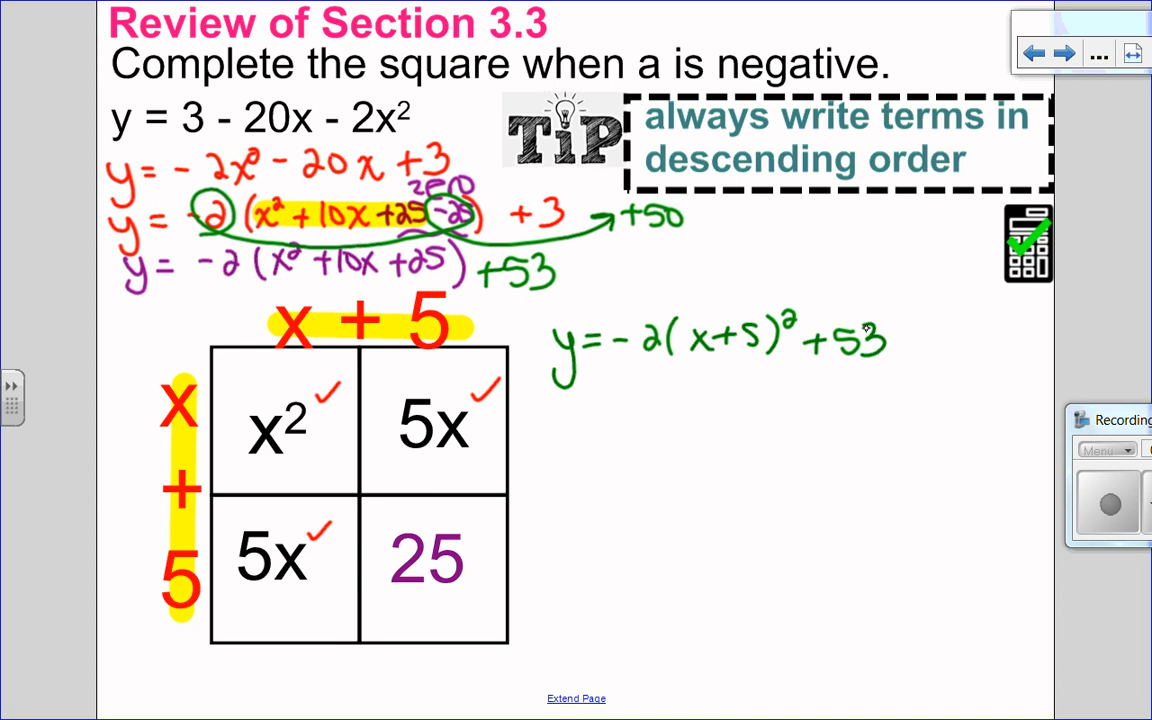 Review of Section 3.3
Complete the square when a is negative.
y = 3 - 20x - 2x²
TiP
always write terms in
descending order
y = - 2x² - 20x + 3
zero
y = -2 (x² + 10x +25 -25) + 3 → +50
y = -2 (x² +10x +25) +53
x + 5
y = -2(x+5)² +53
x
+
5
x² ✓ 5x ✓
5x ✓ 25
...
Recording
Menu
Extend Page